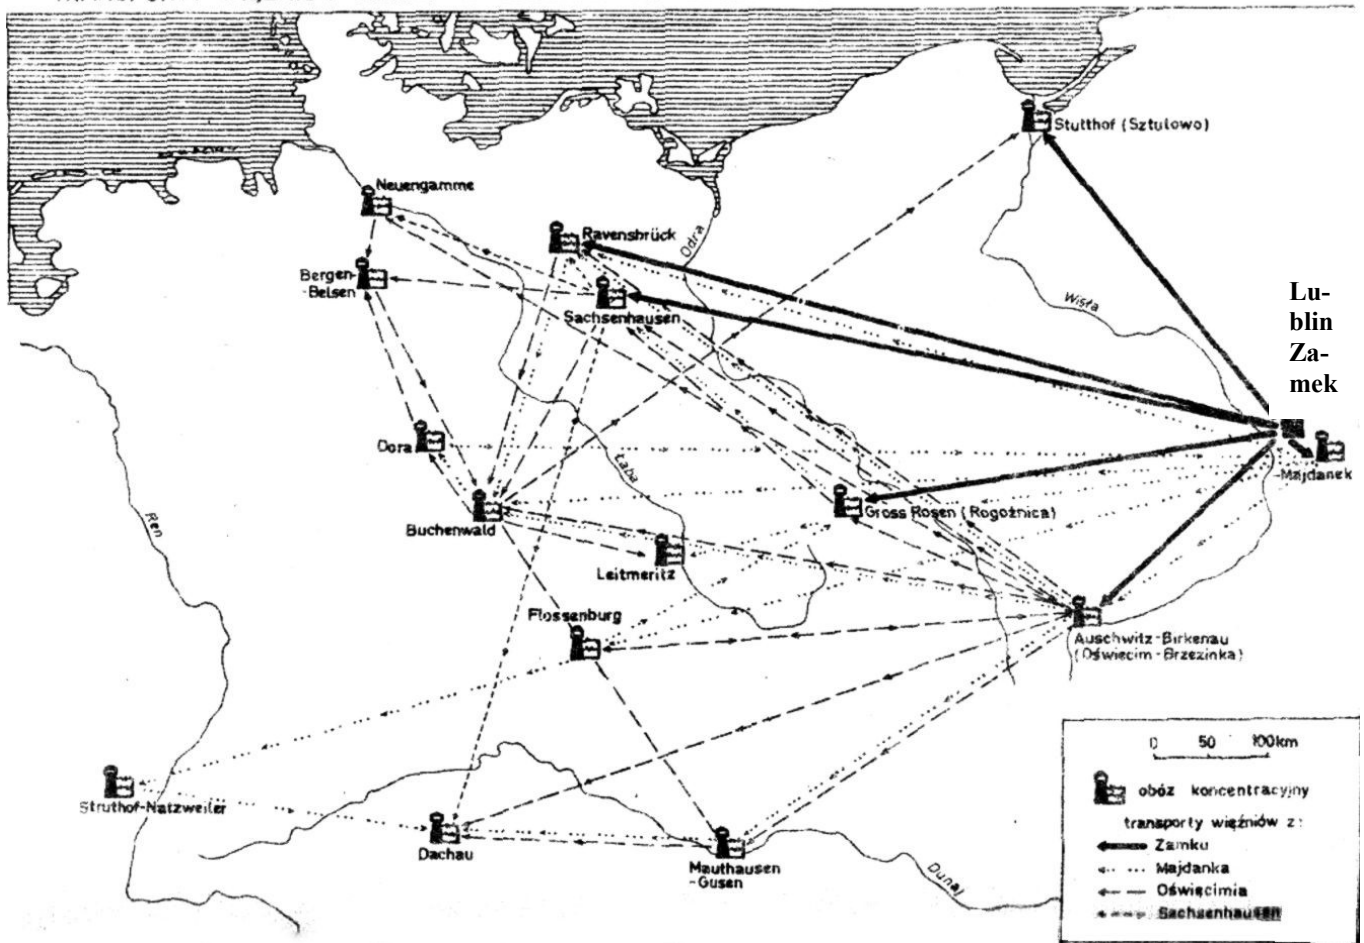 Stutthof (Sztutowo)
Neuengamme
Ravensbrück
Odra
Bergen-
-Belsen
Sachsenhausen
Wisła
Lu-
blin
Za-
mek
Dora
Łaba
-Majdanek
Ren
Buchenwald
Gross Rosen (Rogoźnica)
Leitmeritz
Flossenburg
Auschwitz-Birkenau
(Oświęcim-Brzezinka)
0 50 100km
Struthof-Natzweiler
obóz koncentracyjny
transporty więźniów z:
Dachau
Zamku
Mauthausen
-Gusen
Dunaj
Majdanka
Oświęcimia
Sachsenhausen